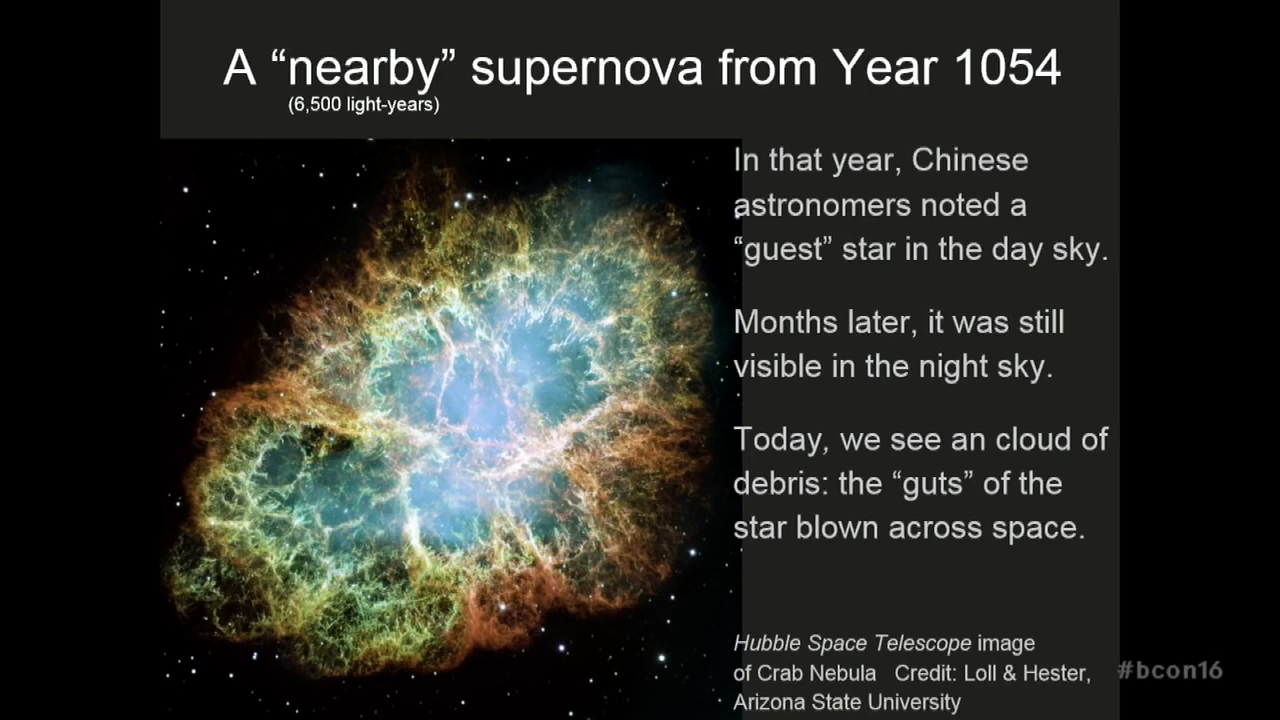 A “nearby” supernova from Year 1054
(6,500 light-years)
In that year, Chinese
astronomers noted a
“guest” star in the day sky.
Months later, it was still
visible in the night sky.
Today, we see an cloud of
debris: the “guts” of the
star blown across space.
Hubble Space Telescope image
of Crab Nebula Credit: Loll & Hester,
Arizona State University
#bcon16